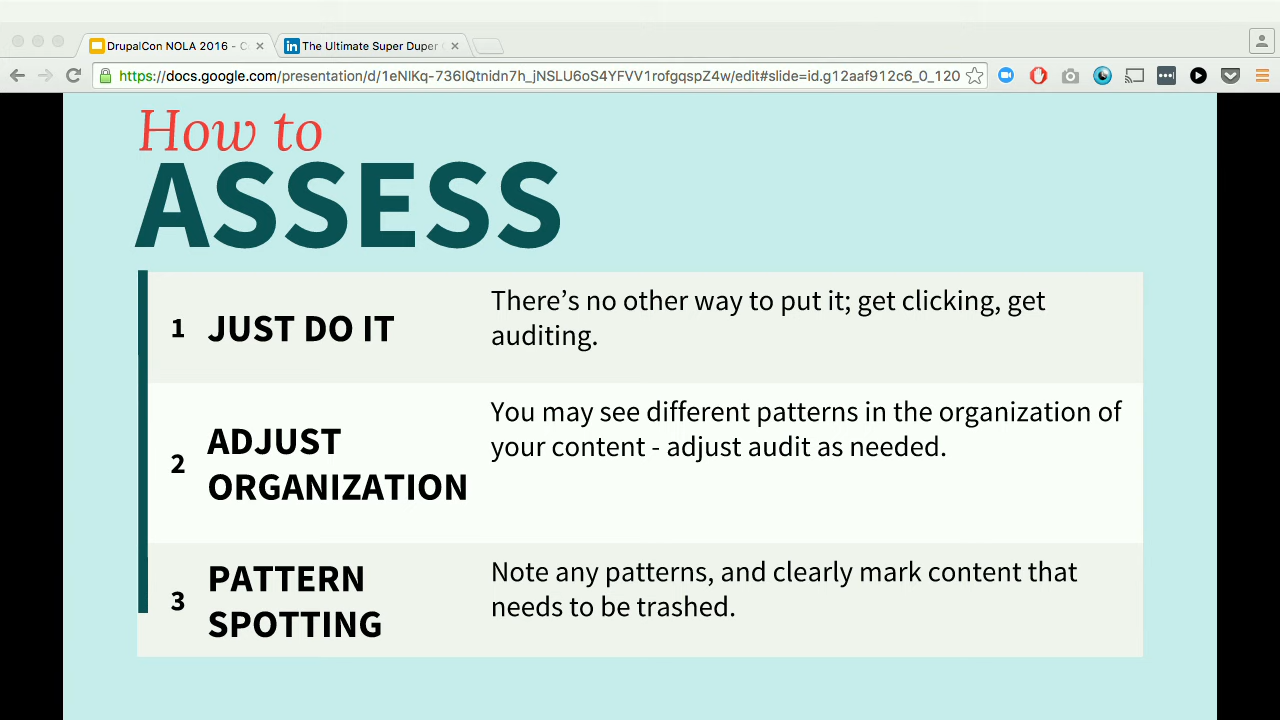 DrupalCon NOLA 2016 - C
The Ultimate Super Duper
https://docs.google.com/presentation/d/1eNlKq-736IQtnidn7h_jNSLU6oS4YFVV1rofgqspZ4w/edit#slide=id.g12aaf912c6_0_120
How to
ASSESS
1 JUST DO IT
There’s no other way to put it; get clicking, get
auditing.
2 ADJUST
ORGANIZATION
You may see different patterns in the organization of
your content - adjust audit as needed.
3 PATTERN
SPOTTING
Note any patterns, and clearly mark content that
needs to be trashed.